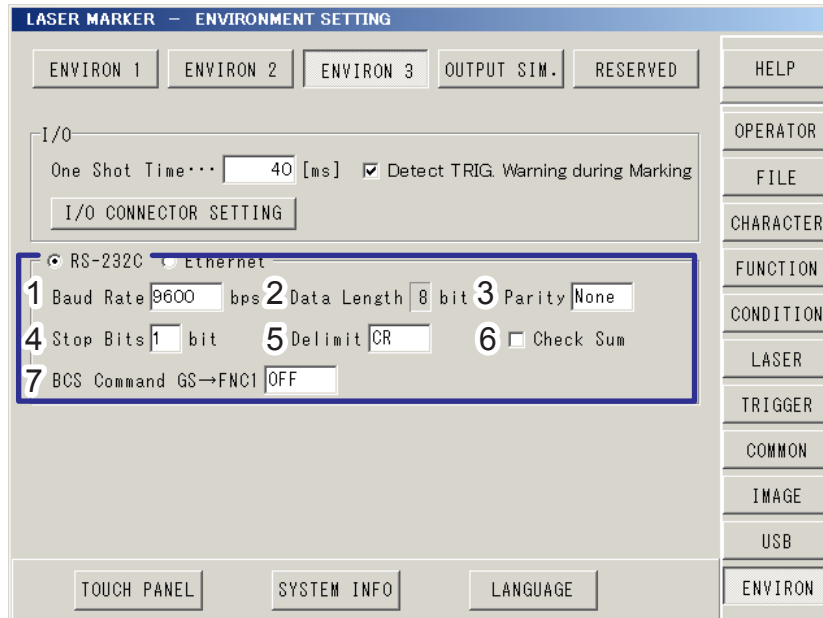 LASER MARKER – ENVIRONMENT SETTING
ENVIRON 1 ENVIRON 2 ENVIRON 3 OUTPUT SIM. RESERVED
I/O
One Shot Time··· 40 [ms] Detect TRIG. Warning during Marking
I/O CONNECTOR SETTING
RS-232C Ethernet
1 Baud Rate 9600 bps 2 Data Length 8 bit 3 Parity None
4 Stop Bits 1 bit 5 Delimit CR 6 Check Sum
7 BCS Command GS→FNC1 OFF
TOUCH PANEL SYSTEM INFO LANGUAGE
HELP
OPERATOR
FILE
CHARACTER
FUNCTION
CONDITION
LASER
TRIGGER
COMMON
IMAGE
USB
ENVIRON